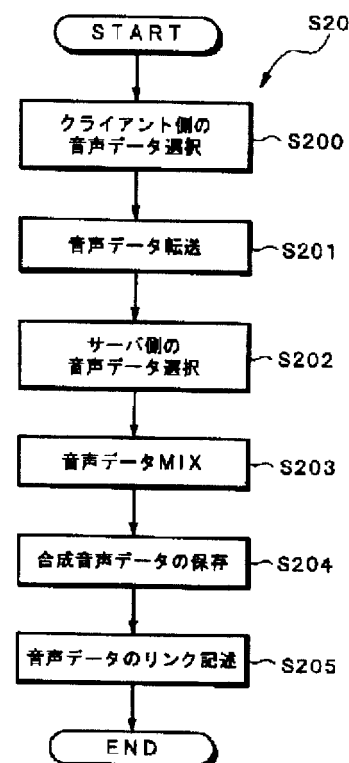 START
S20
クライアント側の
音声データ選択
S200
音声データ転送
S201
サーバ側の
音声データ選択
S202
音声データMIX
S203
合成音声データの保存
S204
音声データのリンク記述
S205
END